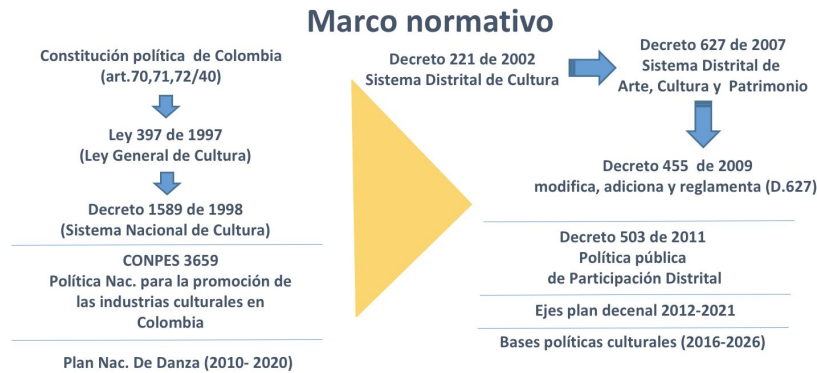 Marco normativo
Constitución política de Colombia
(art.70,71,72/40)
Ley 397 de 1997
(Ley General de Cultura)
Decreto 1589 de 1998
(Sistema Nacional de Cultura)
CONPES 3659
Política Nac. para la promoción de
las industrias culturales en
Colombia
Plan Nac. De Danza (2010- 2020)
Decreto 221 de 2002
Sistema Distrital de Cultura
Decreto 627 de 2007
Sistema Distrital de
Arte, Cultura y Patrimonio
Decreto 455 de 2009
modifica, adiciona y reglamenta (D.627)
Decreto 503 de 2011
Política pública
de Participación Distrital
Ejes plan decenal 2012-2021
Bases políticas culturales (2016-2026)